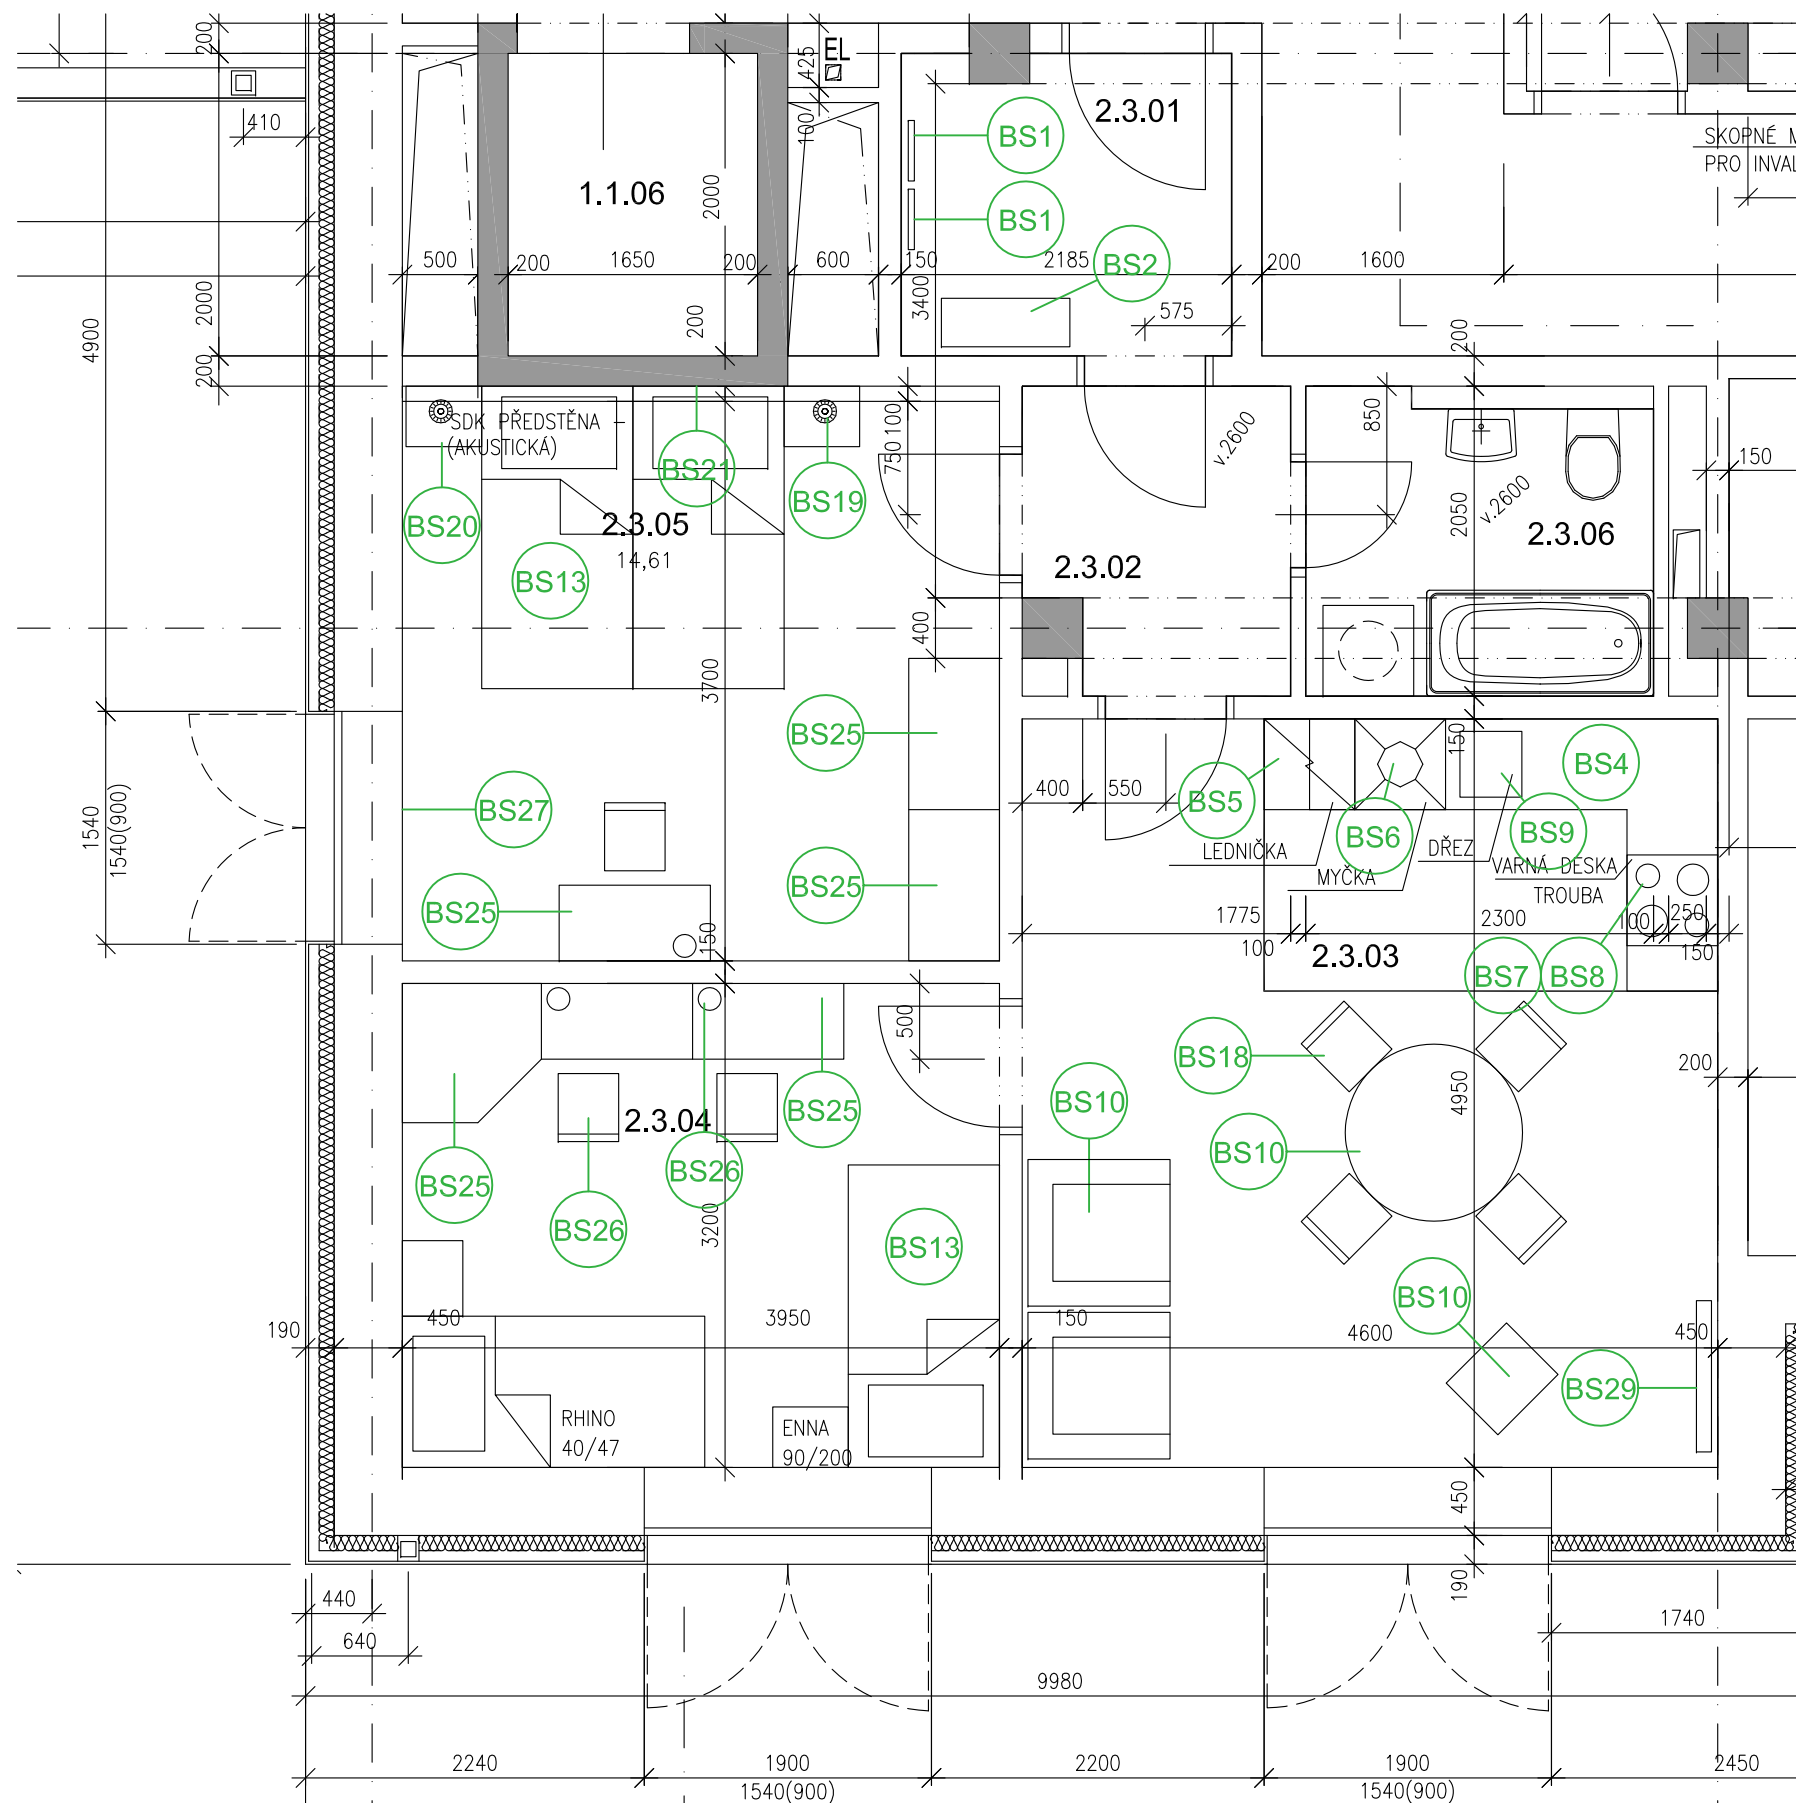 200
425
EL
2.3.01
BS1
SKOPNÉ M
PRO INVAL
410
100
1.1.06
2000
BS1
BS2
500
200
1650
200
600
150
2185
200
1600
4900
2000
200
3400
575
200
200
SDK PŘEDSTĚNA
(AKUSTICKÁ)
BS21
750
100
v.2600
850
150
BS20
BS19
2.3.05
14,61
2050
v.2600
2.3.06
BS13
2.3.02
400
3700
BS25
150
BS4
400
550
BS5
BS27
1540
1540(900)
BS6
BS9
LEDNIČKA
DŘEZ
MYČKA
VARNÁ DESKA
TROUBA
BS25
BS25
1775
2300
100
250
150
100
2.3.03
150
BS7
BS8
500
BS18
200
4950
BS10
BS25
2.3.04
BS10
BS26
BS25
BS26
3200
BS13
BS10
190
450
3950
150
4600
450
BS29
RHINO
40/47
ENNA
90/200
450
190
440
640
1740
9980
2240
1900
1540(900)
2200
1900
1540(900)
2450